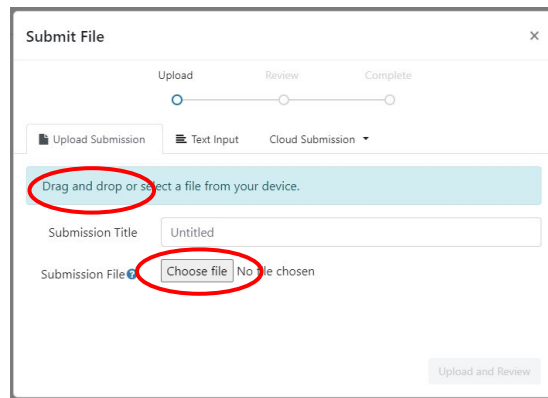 Submit File ×
Upload Review Complete
Upload Submission Text Input Cloud Submission
Drag and drop or select a file from your device.
Submission Title Untitled
Submission File ? Choose file No file chosen
Upload and Review